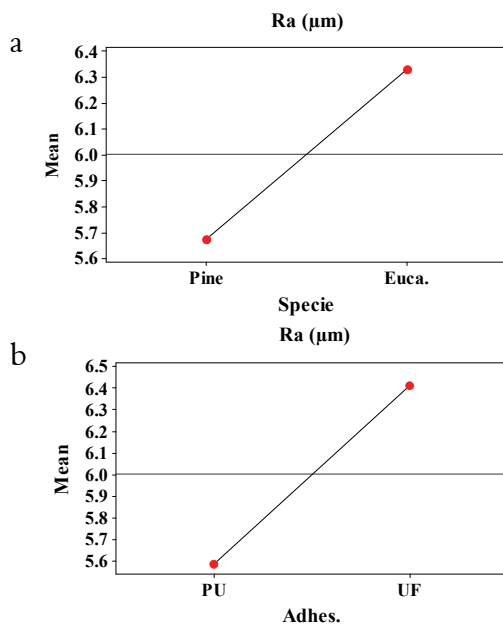 Ra (µm)
a
6.4
6.3
6.2
6.1
6.0
5.9
5.8
5.7
5.6
Mean
Pine Euca.
Specie
Ra (µm)
b
6.5
6.4
6.3
6.2
6.1
6.0
5.9
5.8
5.7
5.6
Mean
PU UF
Adhes.